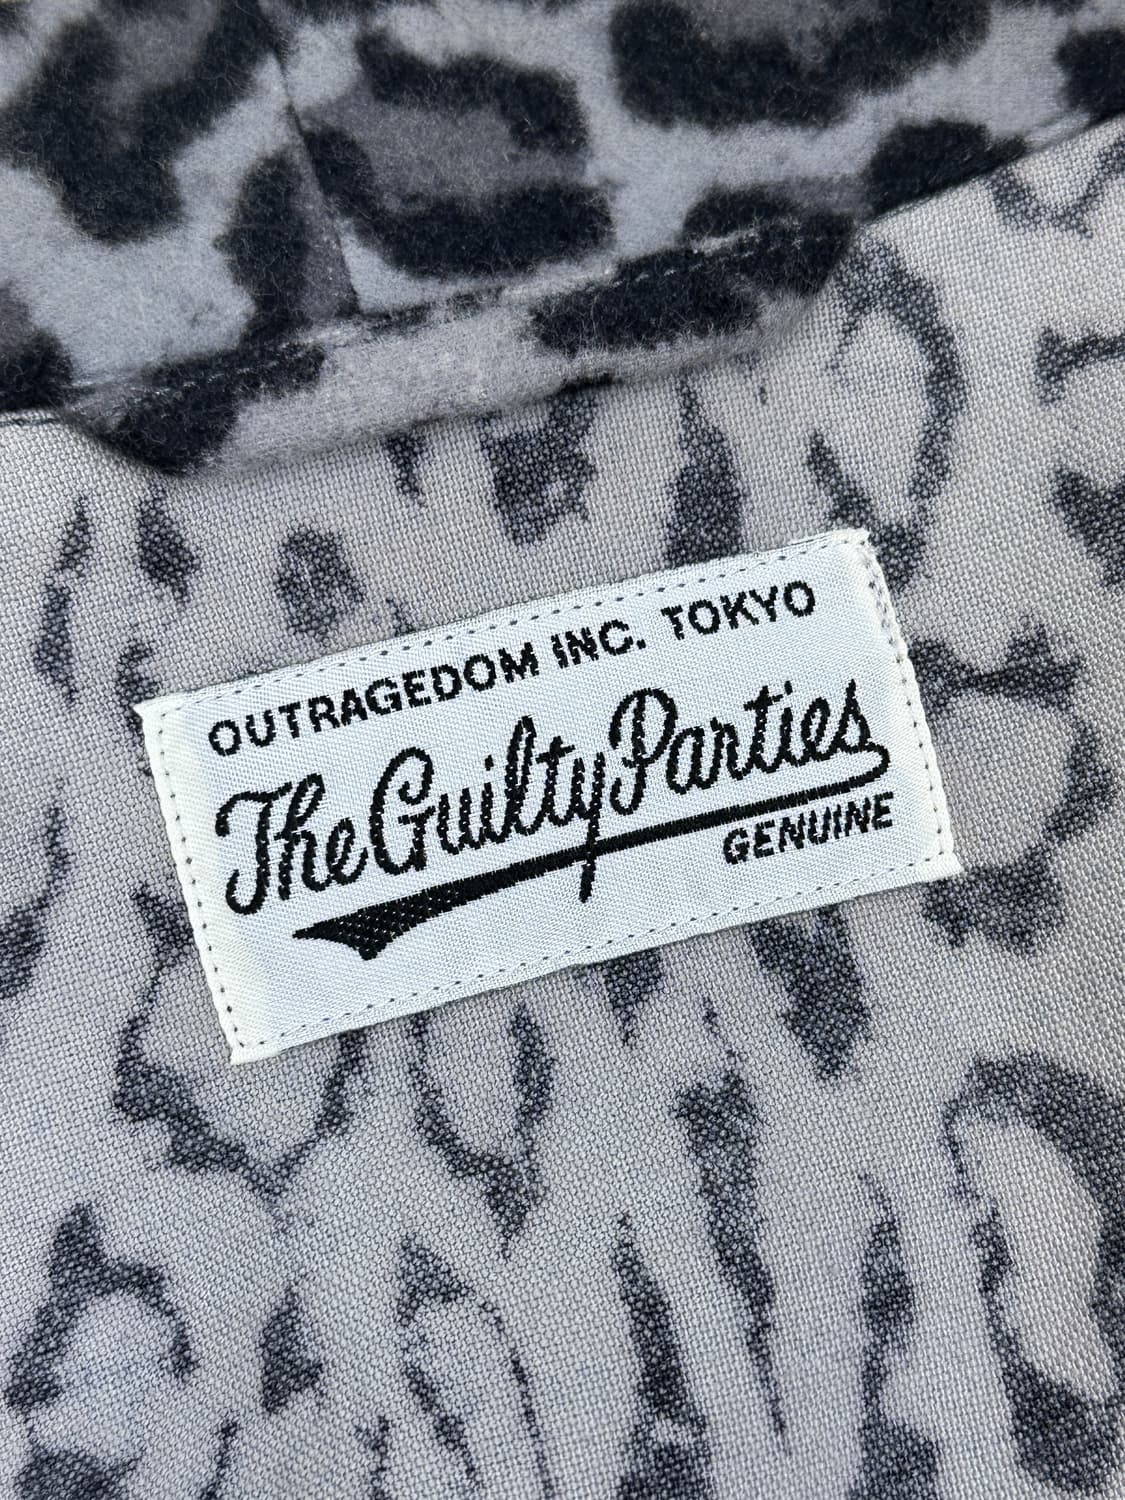 OUTRAGEDOM INC. TOKYO
The Guilty Parties
GENUINE